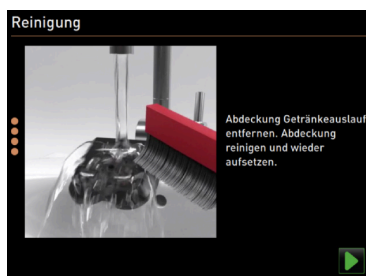 Reinigung
Abdeckung Getränkeauslauf
entfernen. Abdeckung
reinigen und wieder
aufsetzen.